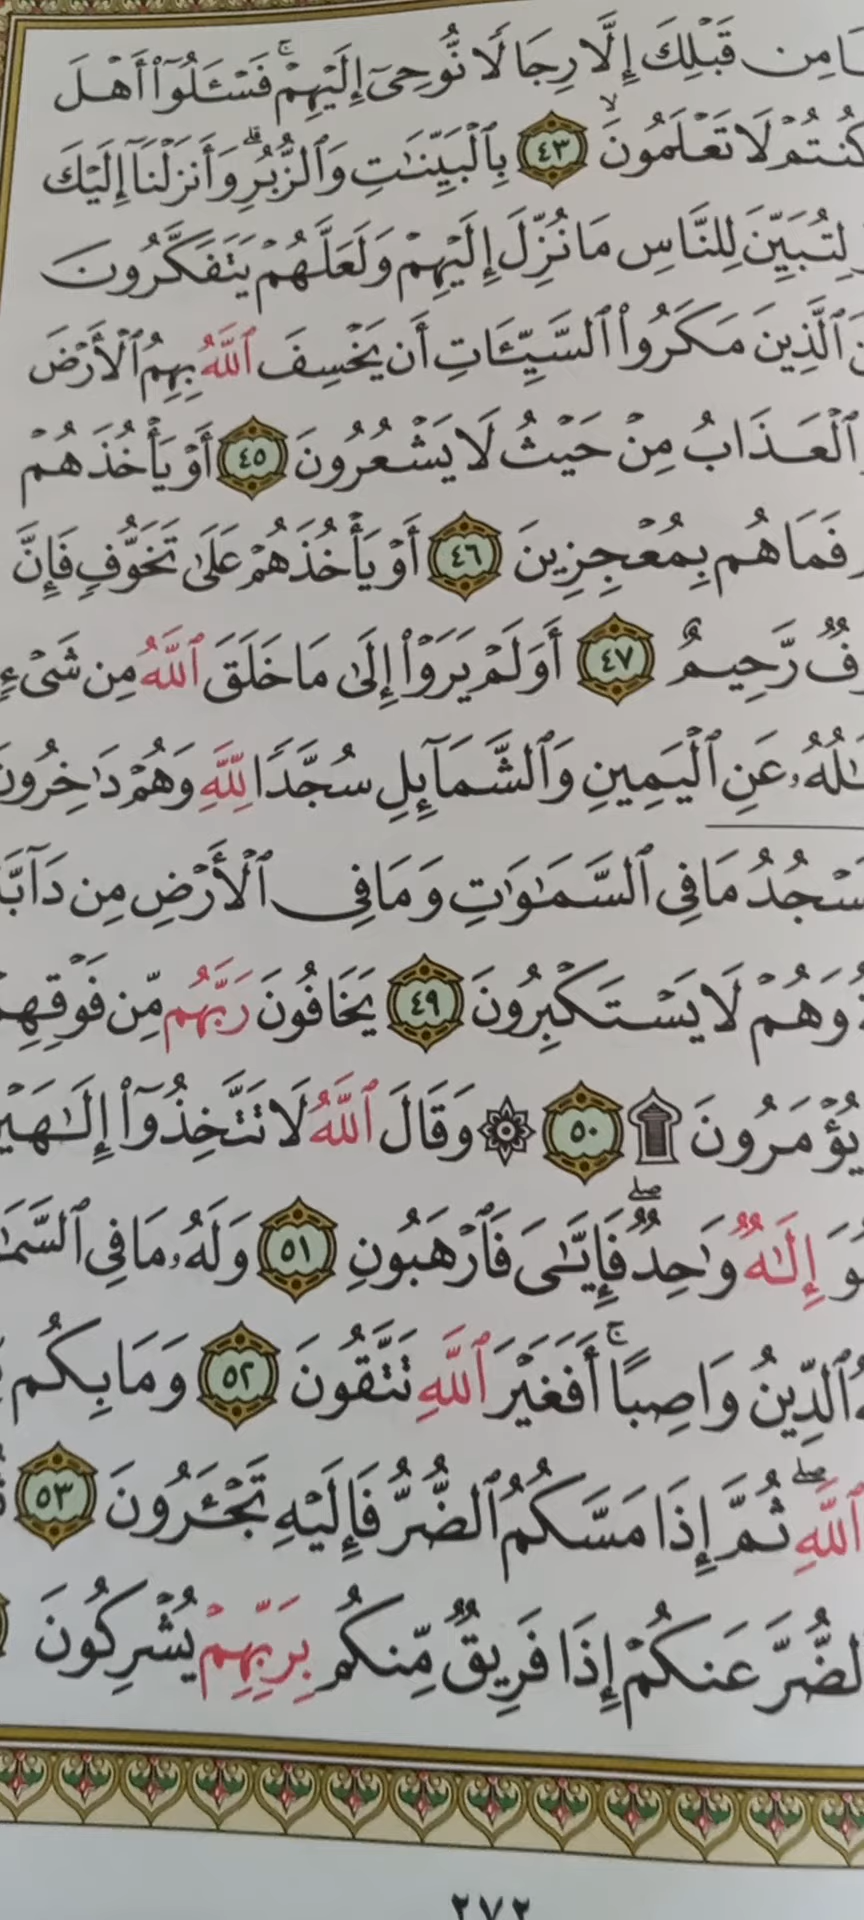 مِن قَبْلِكَ إِلَّا رِجَالًا نُّوحِىٓ إِلَيْهِمْ ۚ فَسْـَٔلُوٓا۟ أَهْلَ
كُنتُمْ لَا تَعْلَمُونَ ۙ ٤٣ بِٱلْبَيِّنَـٰتِ وَٱلزُّبُرِ ۗ وَأَنزَلْنَآ إِلَيْكَ
لِتُبَيِّنَ لِلنَّاسِ مَا نُزِّلَ إِلَيْهِمْ وَلَعَلَّهُمْ يَتَفَكَّرُونَ
ٱلَّذِينَ مَكَرُوا۟ ٱلسَّيِّـَٔاتِ أَن يَخْسِفَ ٱللَّهُ بِهِمُ ٱلْأَرْضَ
ٱلْعَذَابُ مِنْ حَيْثُ لَا يَشْعُرُونَ ٤٥ أَوْ يَأْخُذَهُمْ
فَمَا هُم بِمُعْجِزِينَ ٤٦ أَوْ يَأْخُذَهُمْ عَلَىٰ تَخَوُّفٍ فَإِنَّ
رَّحِيمٌ ٤٧ أَوَلَمْ يَرَوْا۟ إِلَىٰ مَا خَلَقَ ٱللَّهُ مِن شَىْءٍ
عَنِ ٱلْيَمِينِ وَٱلشَّمَآئِلِ سُجَّدًا لِّلَّهِ وَهُمْ دَٰخِرُونَ
سْجُدُ مَا فِى ٱلسَّمَـٰوَٰتِ وَمَا فِى ٱلْأَرْضِ مِن دَآبَّ
وَهُمْ لَا يَسْتَكْبِرُونَ ٤٩ يَخَافُونَ رَبَّهُم مِّن فَوْقِهِمْ
يُؤْمَرُونَ ۩ ٥٠ ۞ وَقَالَ ٱللَّهُ لَا تَتَّخِذُوٓا۟ إِلَـٰهَيْ
إِلَـٰهٌ وَٰحِدٌ ۖ فَإِيَّـٰىَ فَٱرْهَبُونِ ٥١ وَلَهُۥ مَا فِى ٱلسَّمَـٰ
ٱلدِّينُ وَاصِبًا ۚ أَفَغَيْرَ ٱللَّهِ تَتَّقُونَ ٥٢ وَمَا بِكُم
ٱللَّهِ ۖ ثُمَّ إِذَا مَسَّكُمُ ٱلضُّرُّ فَإِلَيْهِ تَجْـَٔرُونَ ٥٣
ٱلضُّرَّ عَنكُمْ إِذَا فَرِيقٌ مِّنكُم بِرَبِّهِمْ يُشْرِكُونَ
٢٧٢